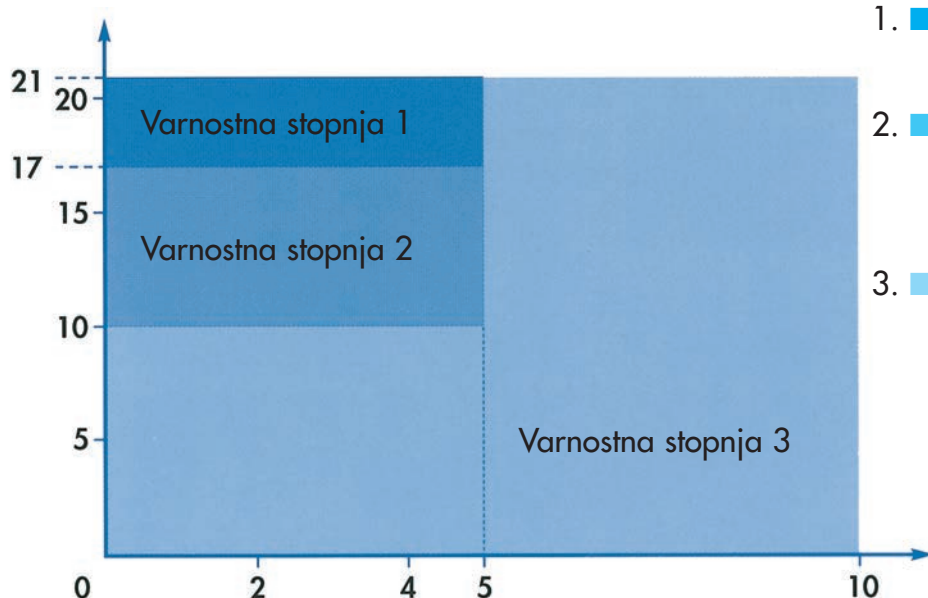 1.
21
20
Varnostna stopnja 1
2.
17
15
Varnostna stopnja 2
3.
10
5
Varnostna stopnja 3
0 2 4 5 10